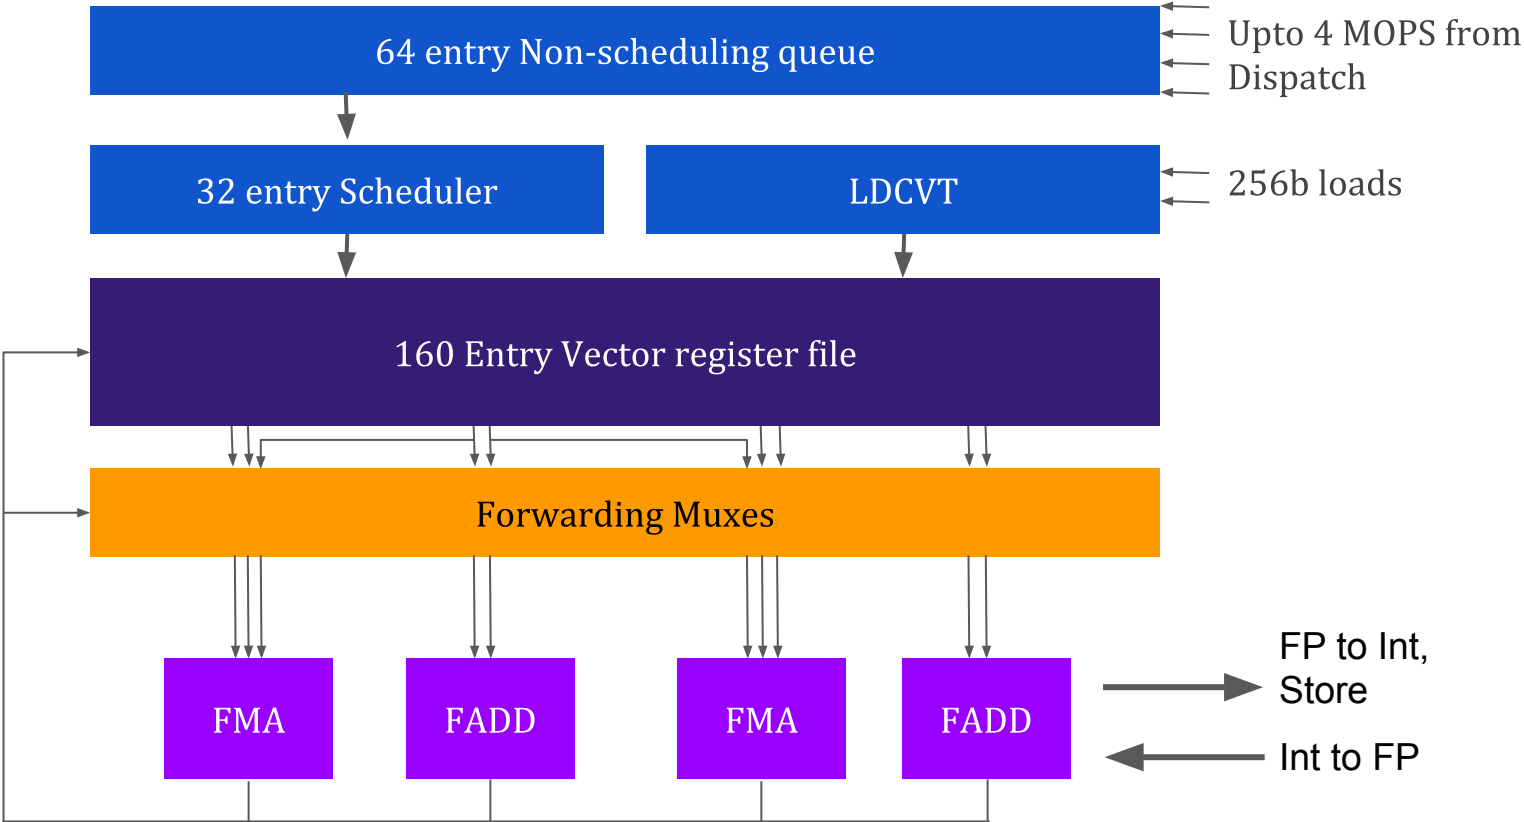 64 entry Non-scheduling queue
Upto 4 MOPS from
Dispatch
32 entry Scheduler
LDCVT
256b loads
160 Entry Vector register file
Forwarding Muxes
FMA
FADD
FMA
FADD
FP to Int,
Store
Int to FP